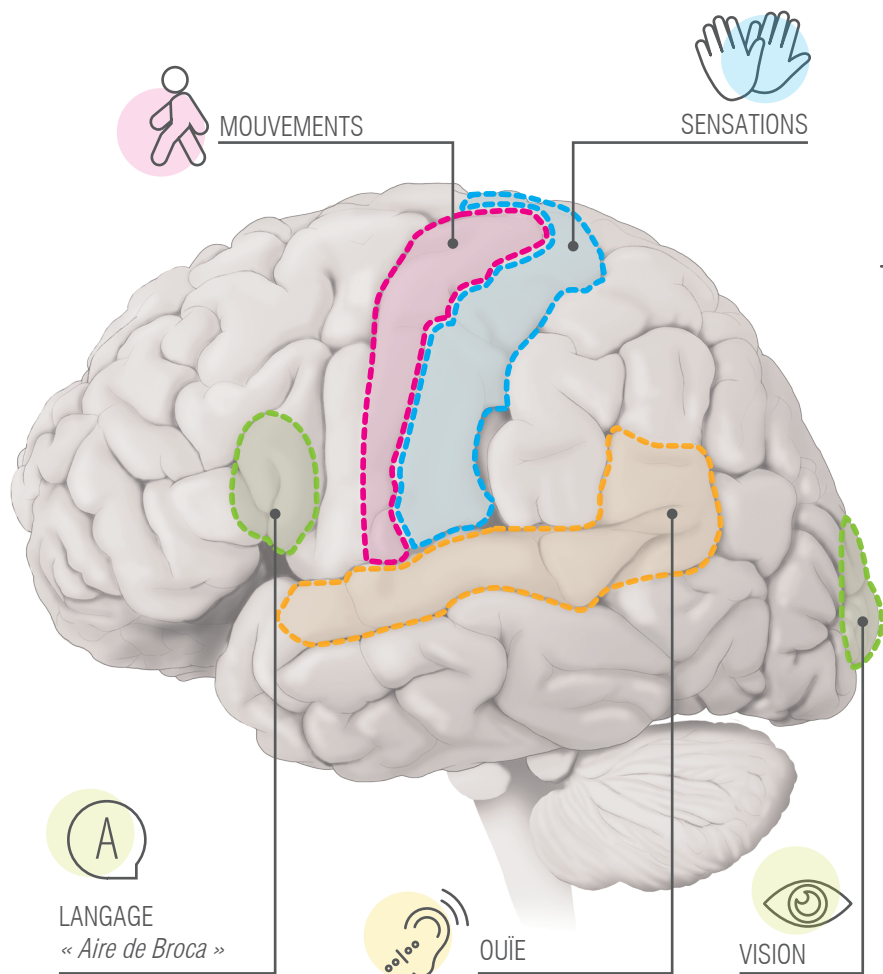 MOUVEMENTS
SENSATIONS
A
LANGAGE
« Aire de Broca »
OUÏE
VISION